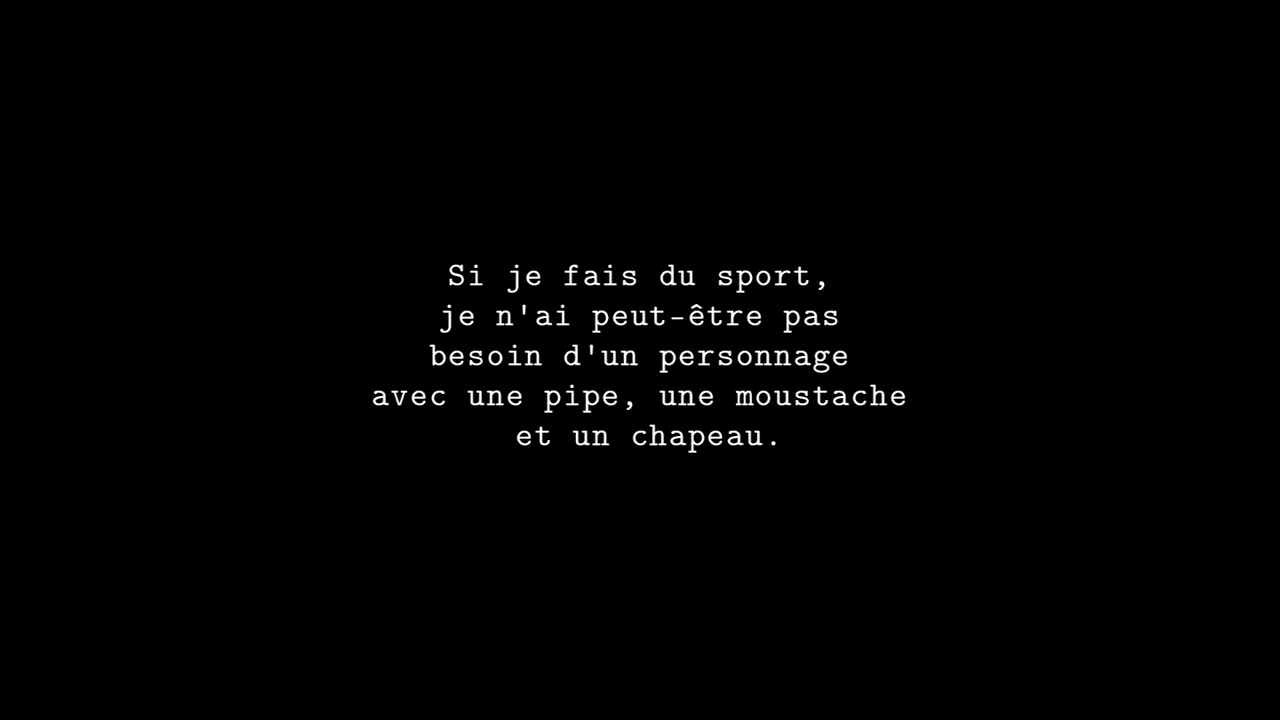 Si je fais du sport,
je n'ai peut-être pas
besoin d'un personnage
avec une pipe, une moustache
et un chapeau.